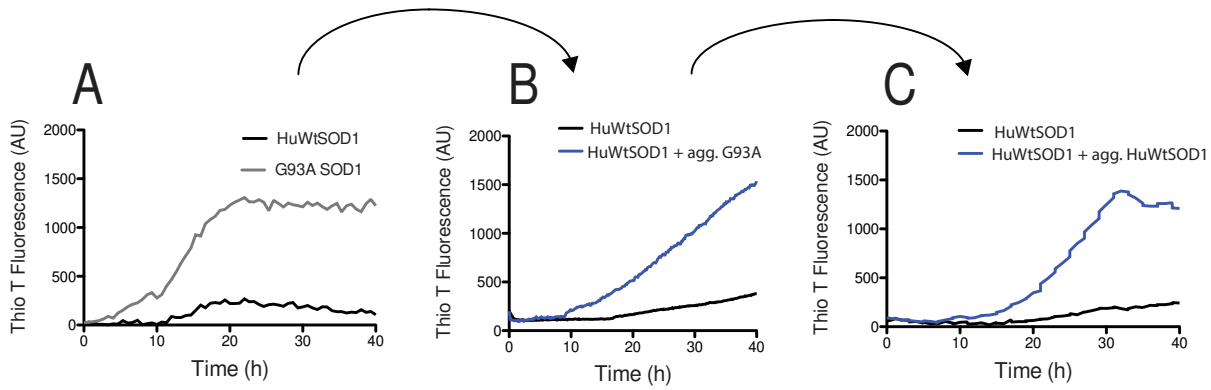 A
HuWtSOD1
G93A SOD1
Thio T Fluorescence (AU)
2000
1500
1000
500
0
0 10 20 30 40
Time (h)
B
HuWtSOD1
HuWtSOD1 + agg. G93A
Thio T Fluorescence (AU)
2000
1500
1000
500
0
0 10 20 30 40
Time (h)
C
HuWtSOD1
HuWtSOD1 + agg. HuWtSOD1
Thio T Fluorescence (AU)
2000
1500
1000
500
0
0 10 20 30 40
Time (h)